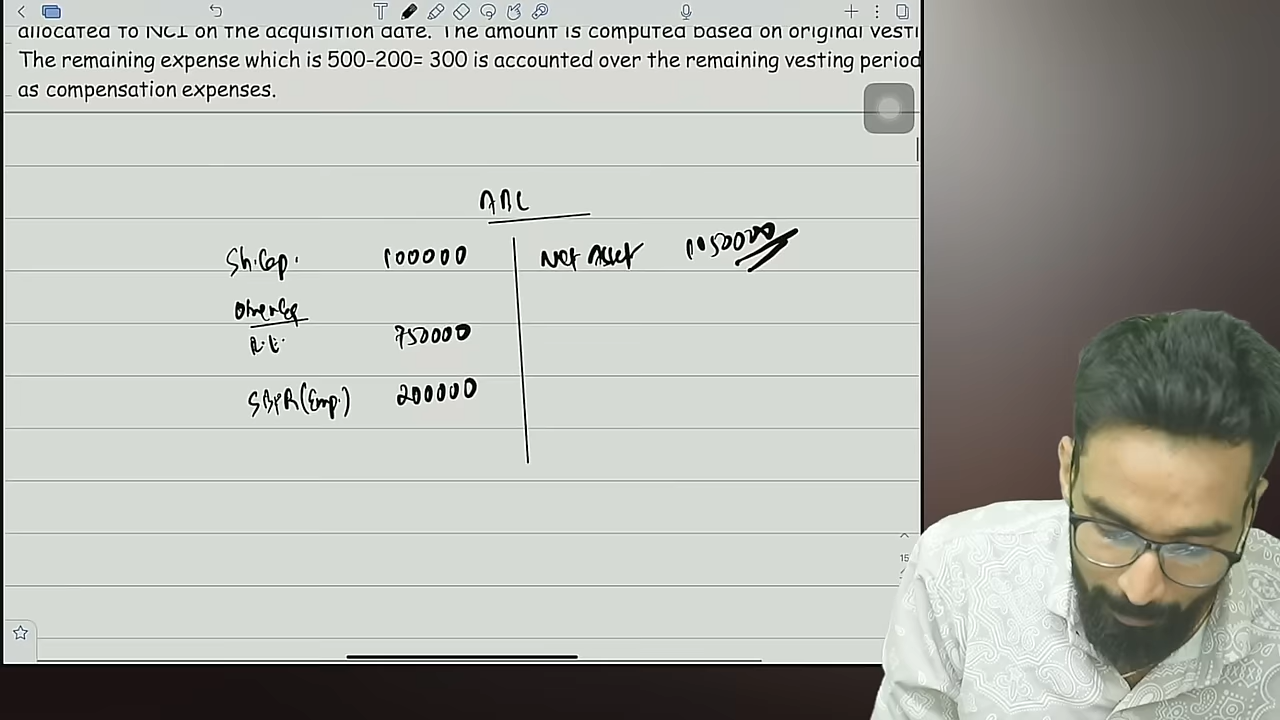 allocated to NCI on the acquisition date. The amount is computed based on original vesti
The remaining expense which is 500-200= 300 is accounted over the remaining vesting period
as compensation expenses.
ABC
Sh. Cap. 100000 Net Asset 1050000
Other Eq
R.E. 750000
SBPR (Emp.) 200000
15